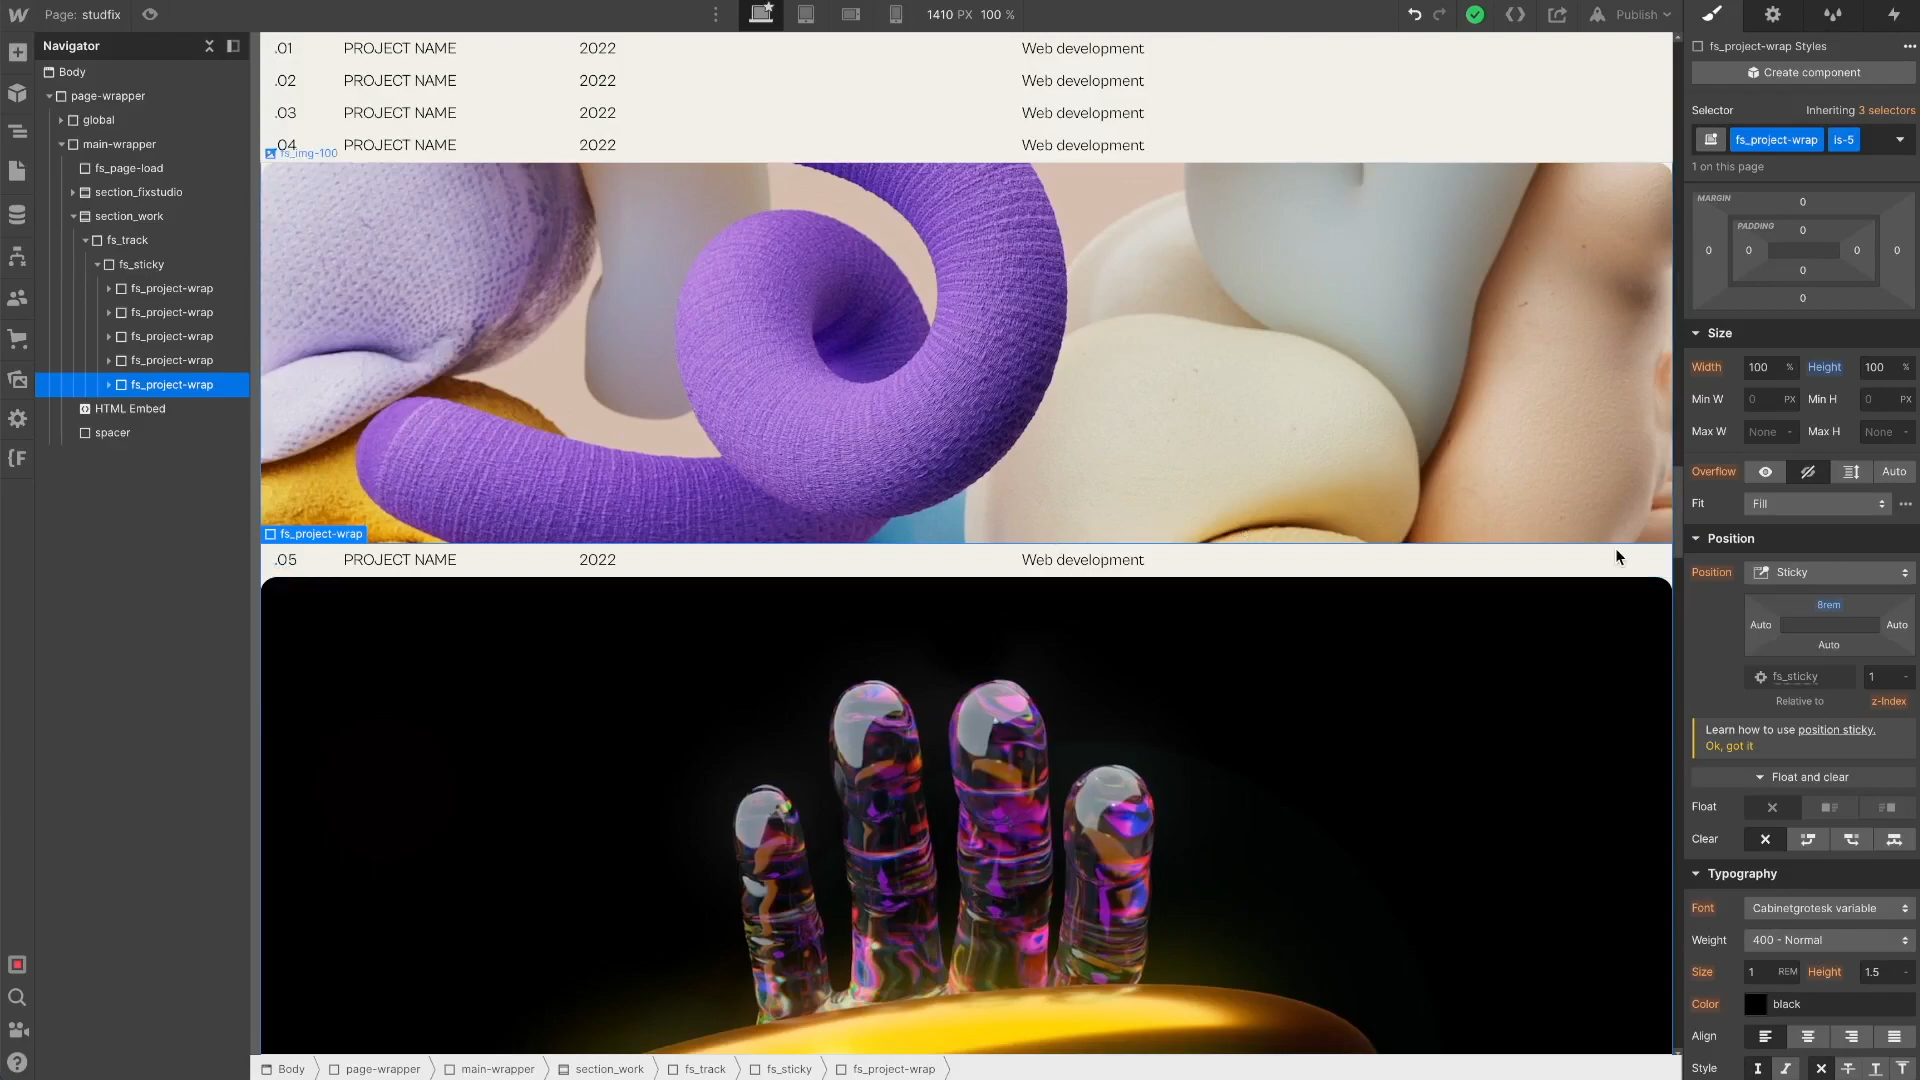 Page: studfix
1410 PX 100 %
Publish
Navigator
Body
page-wrapper
global
main-wrapper
fs_page-load
section_fixstudio
section_work
fs_track
fs_sticky
fs_project-wrap
fs_project-wrap
fs_project-wrap
fs_project-wrap
fs_project-wrap
HTML Embed
spacer
.01 PROJECT NAME 2022 Web development
.02 PROJECT NAME 2022 Web development
.03 PROJECT NAME 2022 Web development
.04 PROJECT NAME 2022 Web development
fs_img-100
fs_project-wrap
.05 PROJECT NAME 2022 Web development
fs_project-wrap Styles
Create component
Selector Inheriting 3 selectors
fs_project-wrap is-5
1 on this page
MARGIN
0
PADDING
0
0 0 0 0
0
0
Size
Width 100 % Height 100 %
Min W 0 PX Min H 0 PX
Max W None - Max H None -
Overflow Auto
Fit Fill
Position
Position Sticky
8rem
Auto Auto
Auto
fs_sticky 1 -
Relative to z-Index
Learn how to use position sticky.
Ok, got it
Float and clear
Float
Clear
Typography
Font Cabinetgrotesk variable
Weight 400 - Normal
Size 1 REM Height 1.5 -
Color black
Align
Style
Body page-wrapper main-wrapper section_work fs_track fs_sticky fs_project-wrap